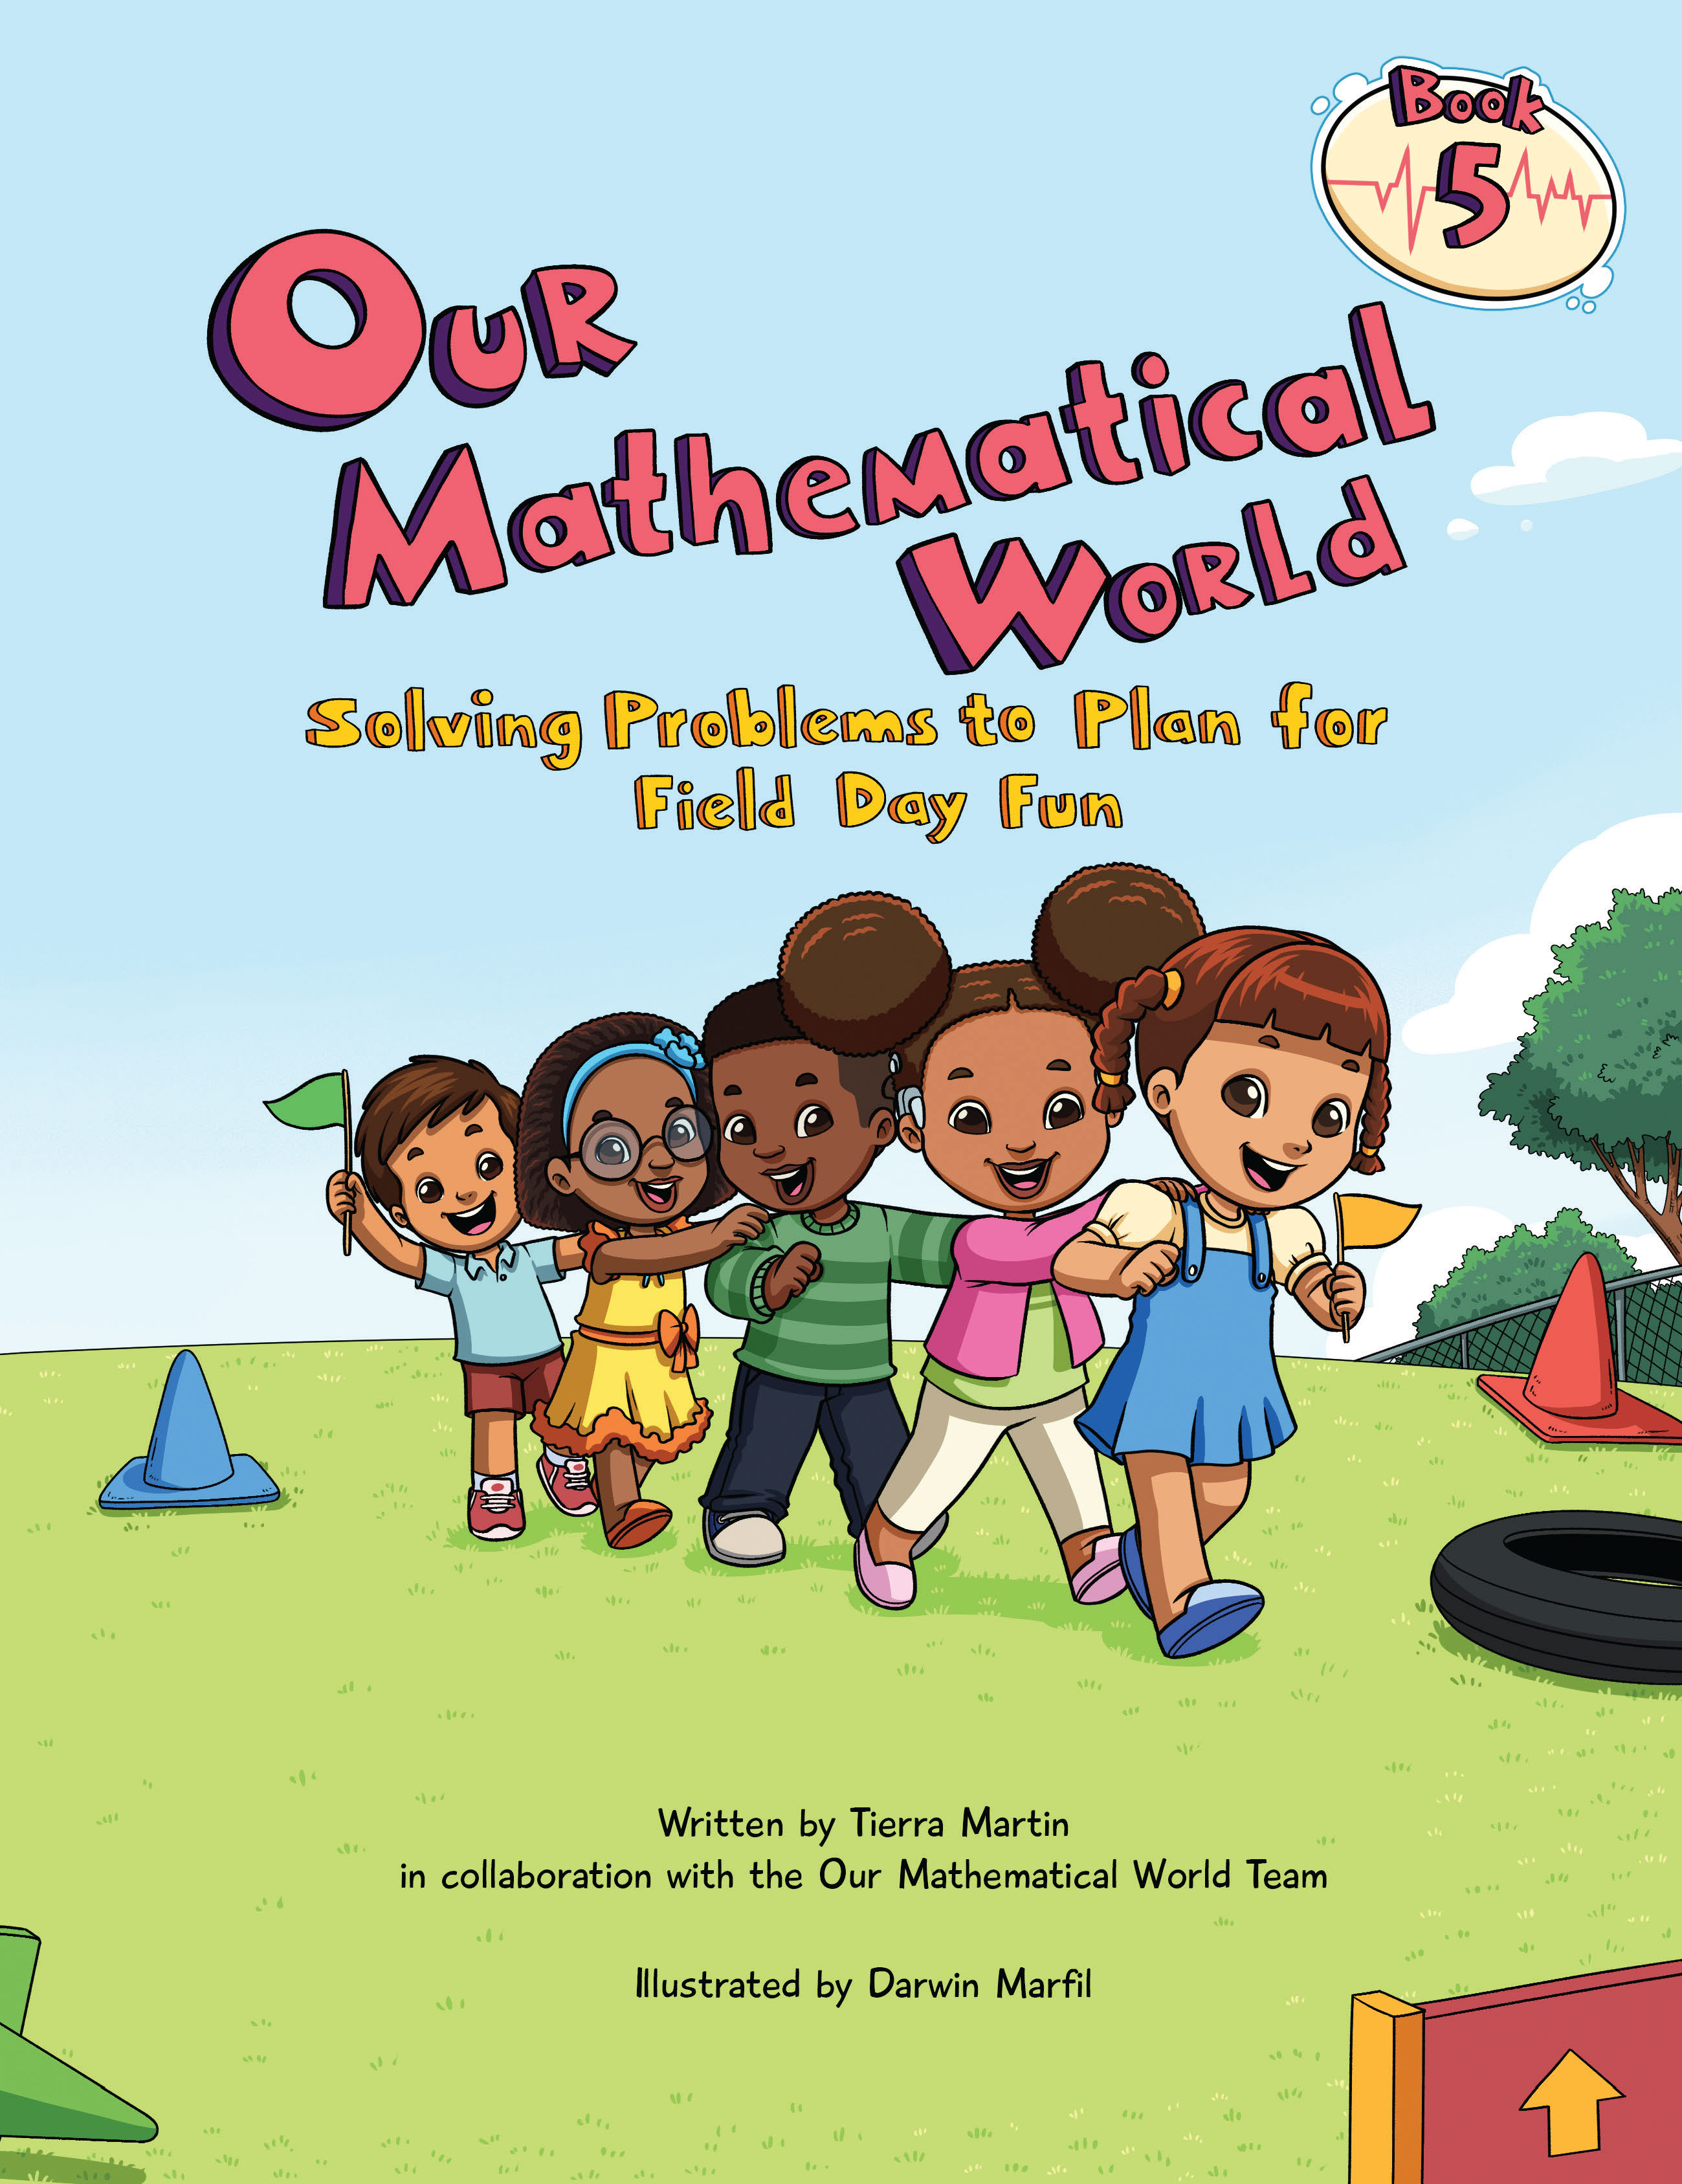 Book
5
Our
Mathematical
World
Solving Problems to Plan for
Field Day Fun
Written by Tierra Martin
in collaboration with the Our Mathematical World Team
Illustrated by Darwin Marfil